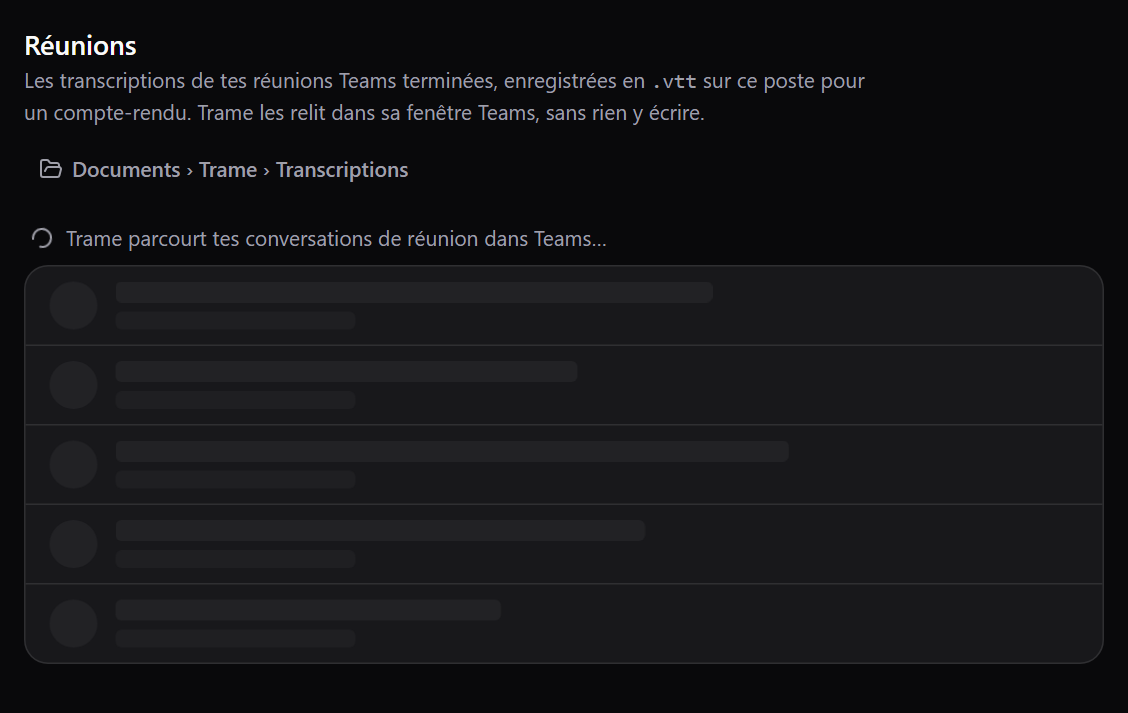 Réunions
Les transcriptions de tes réunions Teams terminées, enregistrées en .vtt sur ce poste pour
un compte-rendu. Trame les relit dans sa fenêtre Teams, sans rien y écrire.
Documents › Trame › Transcriptions
Trame parcourt tes conversations de réunion dans Teams…